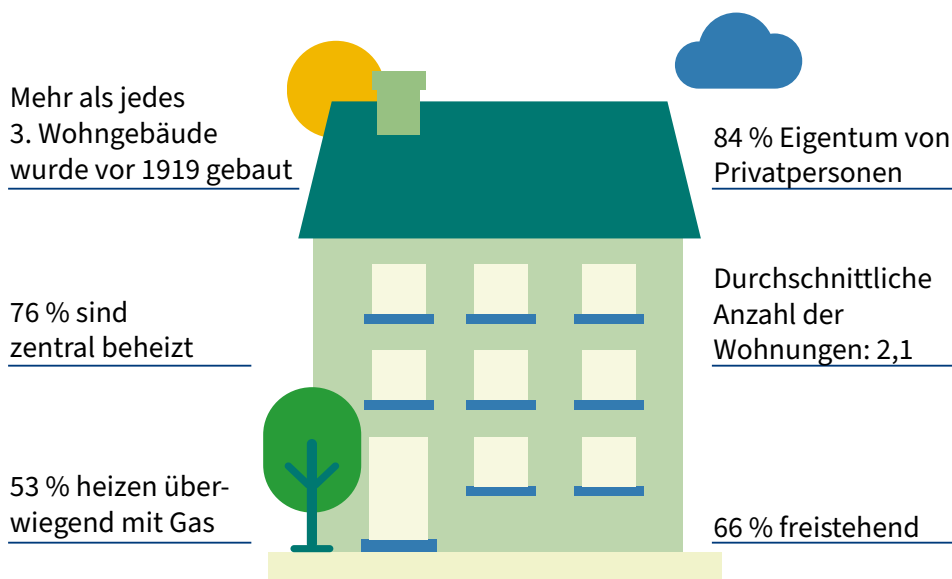 Mehr als jedes
3. Wohngebäude
wurde vor 1919 gebaut
76 % sind
zentral beheizt
53 % heizen über-
wiegend mit Gas
84 % Eigentum von
Privatpersonen
Durchschnittliche
Anzahl der
Wohnungen: 2,1
66 % freistehend